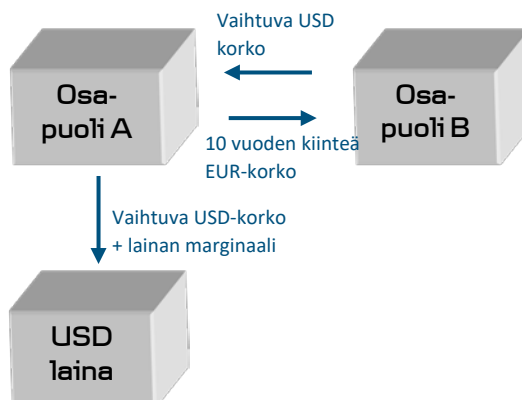 Vaihtuva USD
korko
Osa-
puoli A
Osa-
puoli B
10 vuoden kiinteä
EUR-korko
Vaihtuva USD-korko
+ lainan marginaali
USD
laina